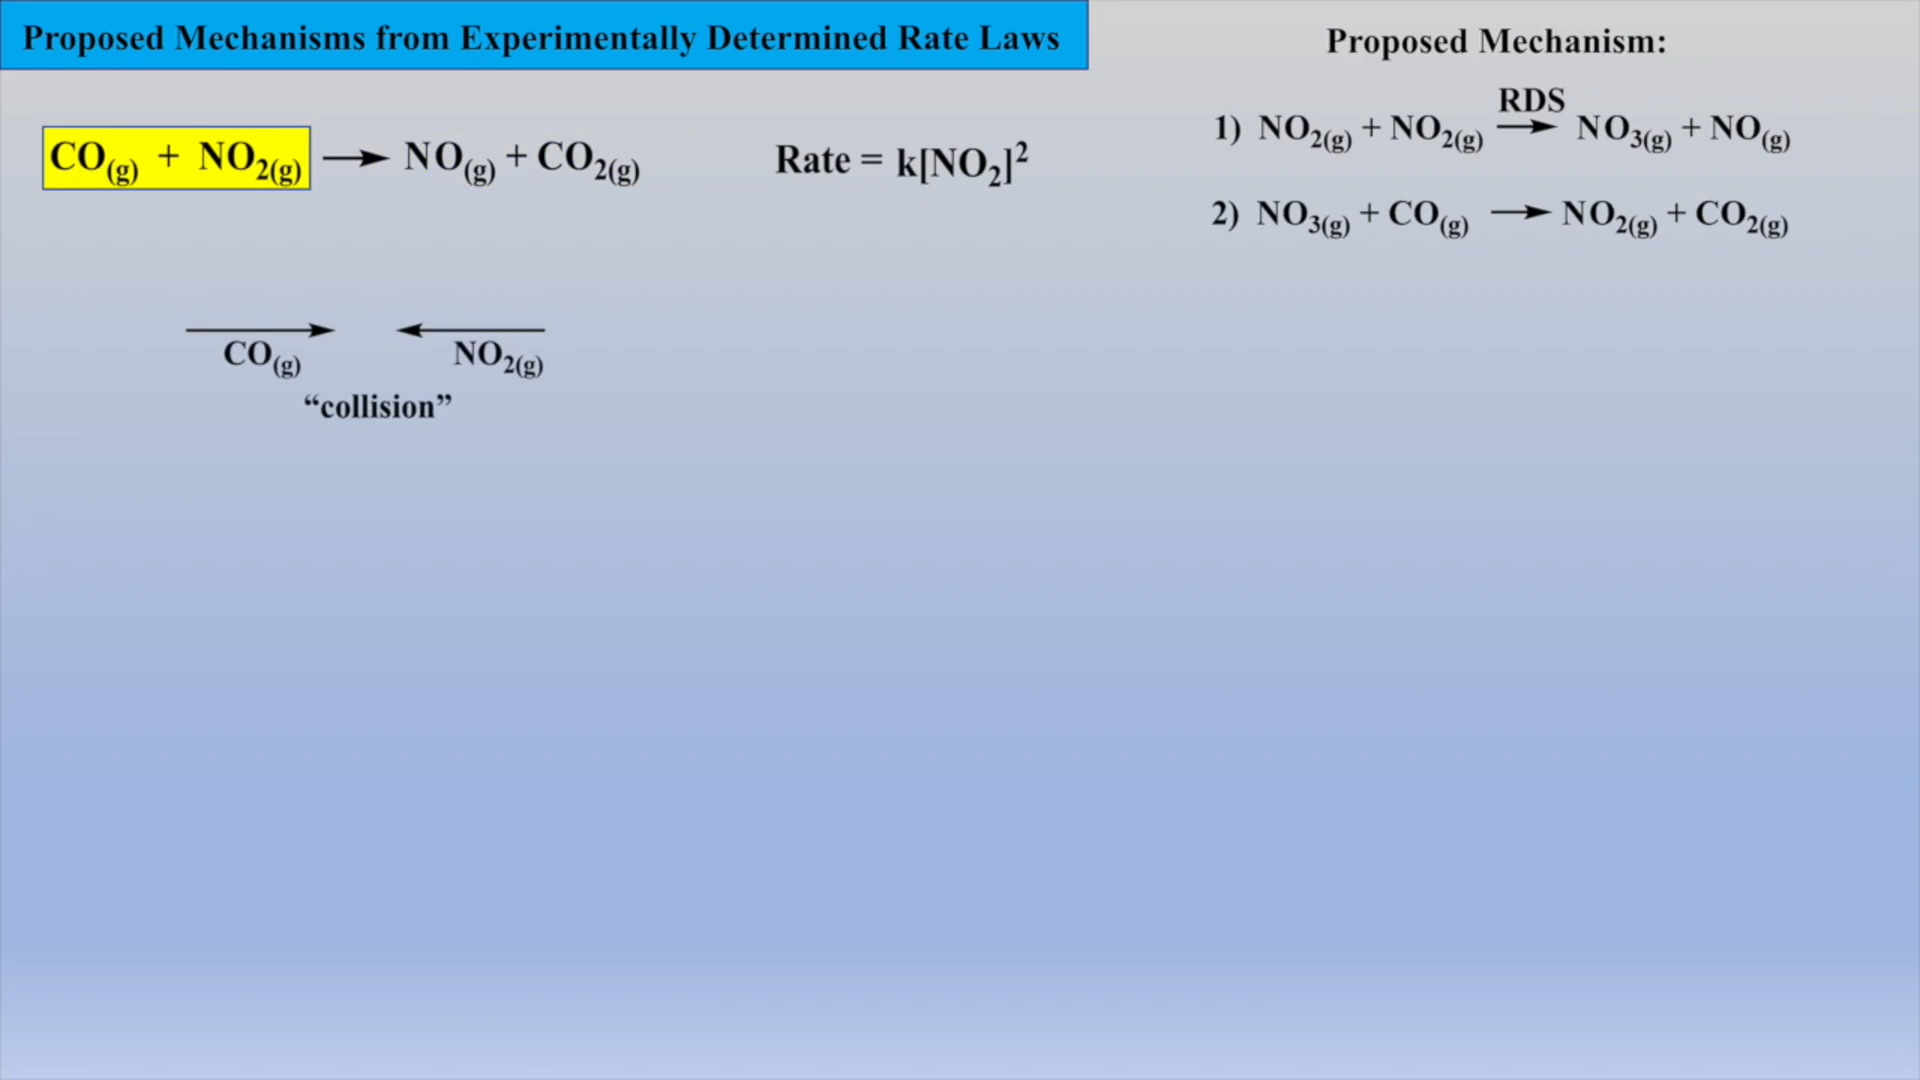 Proposed Mechanisms from Experimentally Determined Rate Laws
CO(g) + NO2(g) → NO(g) + CO2(g)
Rate = k[NO2]²
CO(g)
NO2(g)
“collision”
Proposed Mechanism:
RDS
1) NO2(g) + NO2(g) → NO3(g) + NO(g)
2) NO3(g) + CO(g) → NO2(g) + CO2(g)